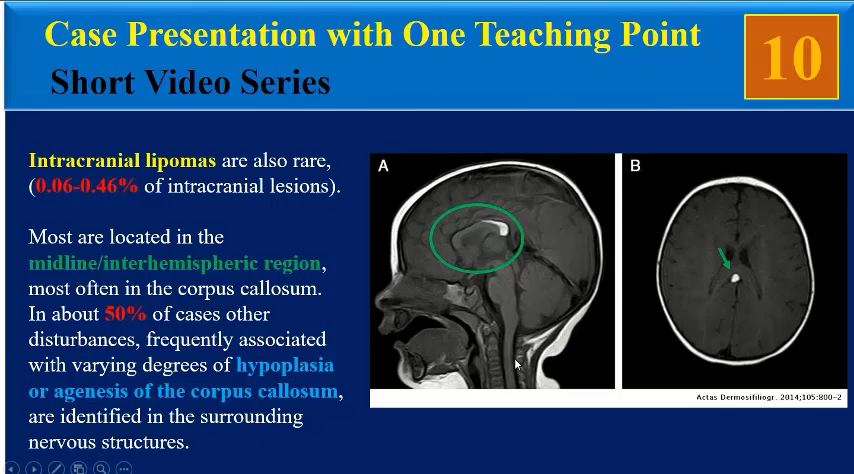 Case Presentation with One Teaching Point
Short Video Series
10
Intracranial lipomas are also rare,
(0.06-0.46% of intracranial lesions).
Most are located in the
midline/interhemispheric region,
most often in the corpus callosum.
In about 50% of cases other
disturbances, frequently associated
with varying degrees of hypoplasia
or agenesis of the corpus callosum,
are identified in the surrounding
nervous structures.
A
B
Actas Dermosifiliogr. 2014;105:800-2